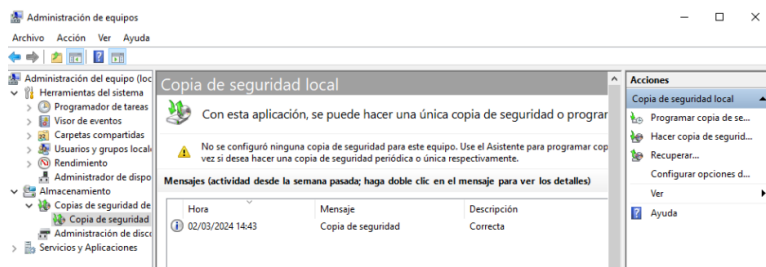 Administración de equipos
Archivo Acción Ver Ayuda
Administración del equipo (loc
Herramientas del sistema
Programador de tareas
Visor de eventos
Carpetas compartidas
Usuarios y grupos locale
Rendimiento
Administrador de dispo
Almacenamiento
Copias de seguridad de
Copia de seguridad
Administración de disco
Servicios y Aplicaciones
Copia de seguridad local
Con esta aplicación, se puede hacer una única copia de seguridad o program
No se configuró ninguna copia de seguridad para este equipo. Use el Asistente para programar cop
vez si desea hacer una copia de seguridad periódica o única respectivamente.
Mensajes (actividad desde la semana pasada; haga doble clic en el mensaje para ver los detalles)
Hora Mensaje Descripción
02/03/2024 14:43 Copia de seguridad Correcta
Acciones
Copia de seguridad local
Programar copia de se...
Hacer copia de segurid...
Recuperar...
Configurar opciones d...
Ver
Ayuda